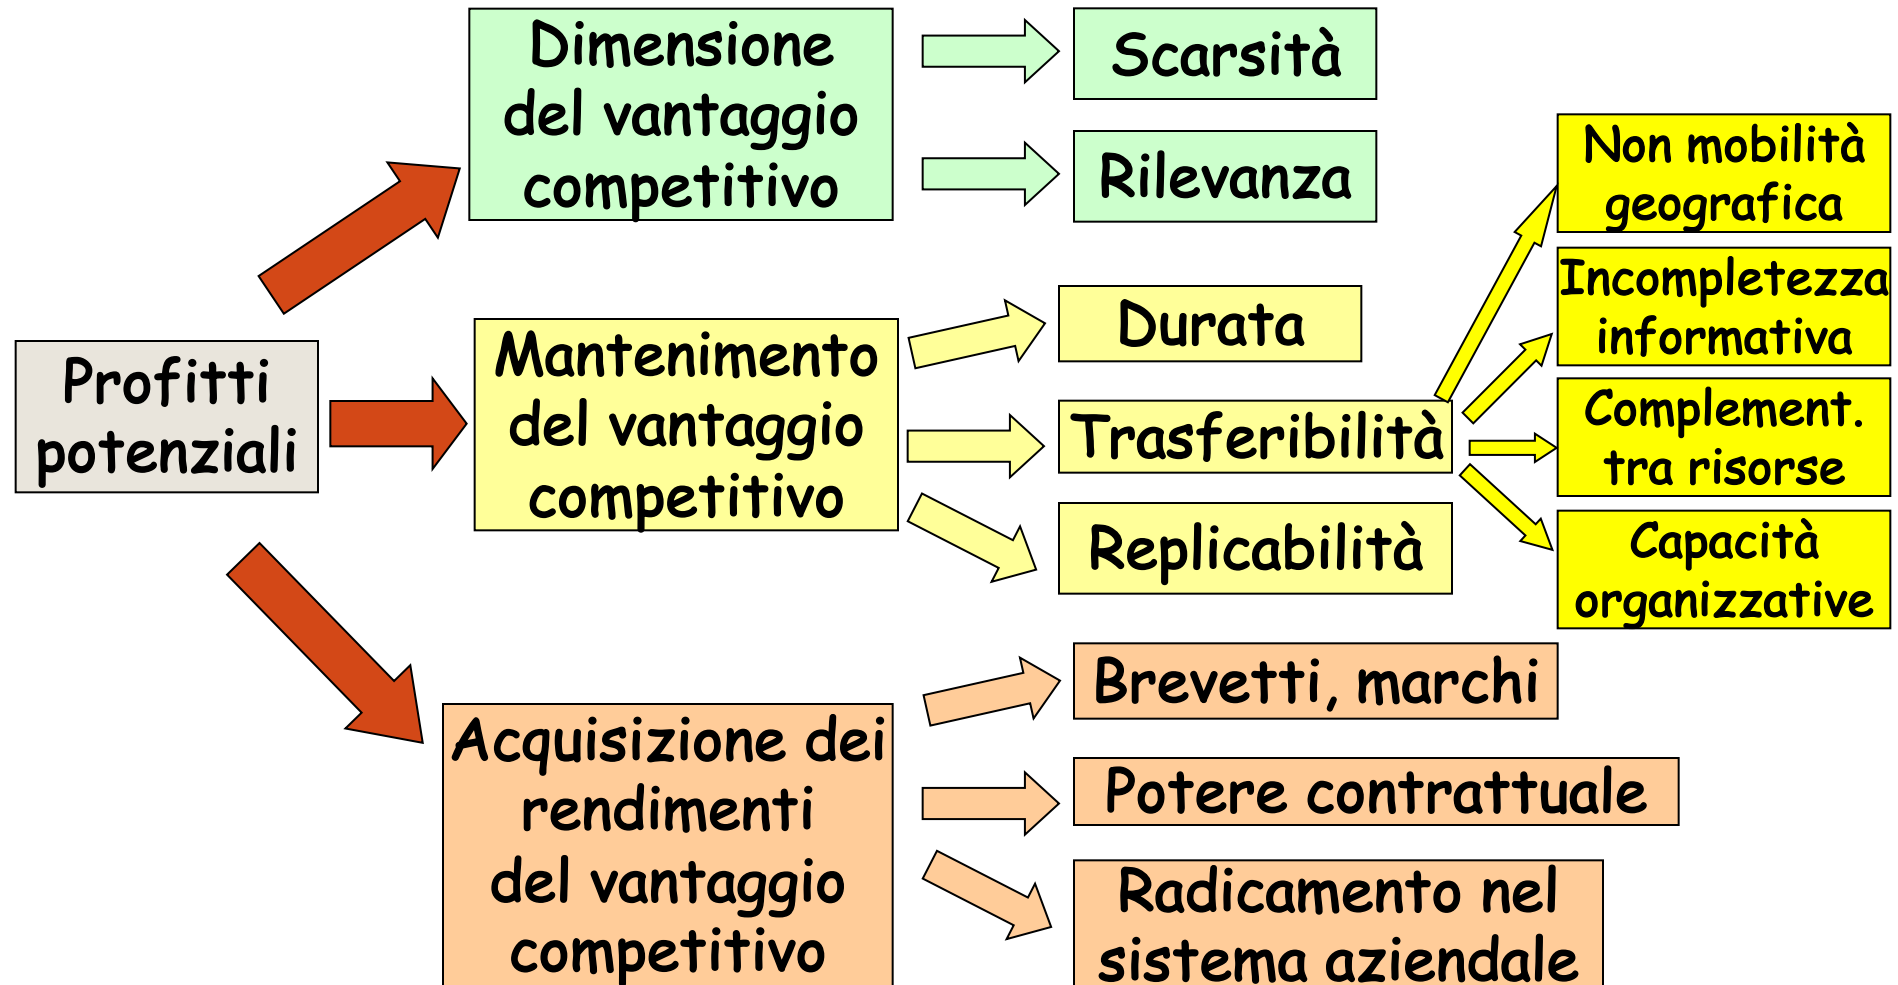 Profitti
potenziali
Dimensione
del vantaggio
competitivo
Scarsità
Rilevanza
Mantenimento
del vantaggio
competitivo
Durata
Trasferibilità
Replicabilità
Non mobilità
geografica
Incompletezza
informativa
Complement.
tra risorse
Capacità
organizzative
Acquisizione dei
rendimenti
del vantaggio
competitivo
Brevetti, marchi
Potere contrattuale
Radicamento nel
sistema aziendale